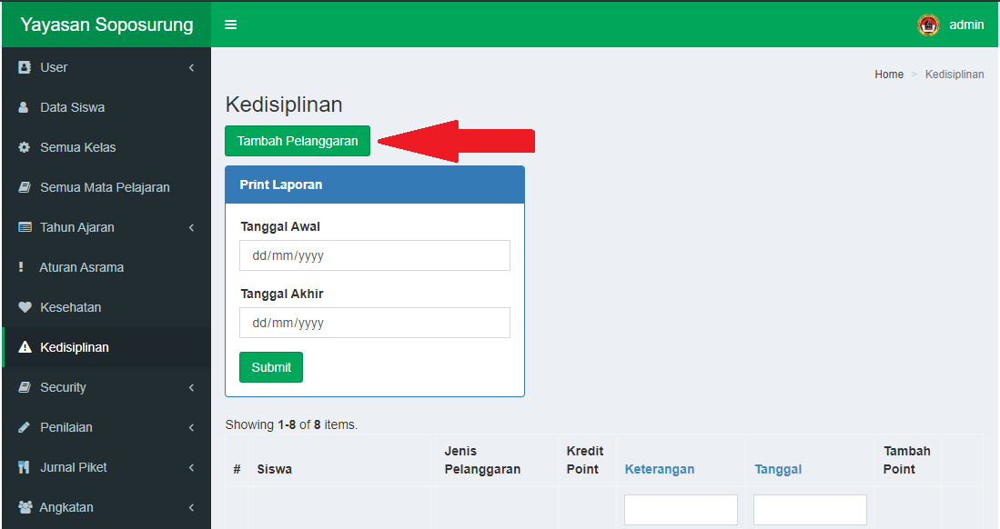 Yayasan Soposurung
admin
User
Data Siswa
Semua Kelas
Semua Mata Pelajaran
Tahun Ajaran
Aturan Asrama
Kesehatan
Kedisiplinan
Security
Penilaian
Jurnal Piket
Angkatan
Home > Kedisiplinan
Kedisiplinan
Tambah Pelanggaran
Print Laporan
Tanggal Awal
dd/mm/yyyy
Tanggal Akhir
dd/mm/yyyy
Submit
Showing 1-8 of 8 items.
# Siswa Jenis Pelanggaran Kredit Point Keterangan Tanggal Tambah Point